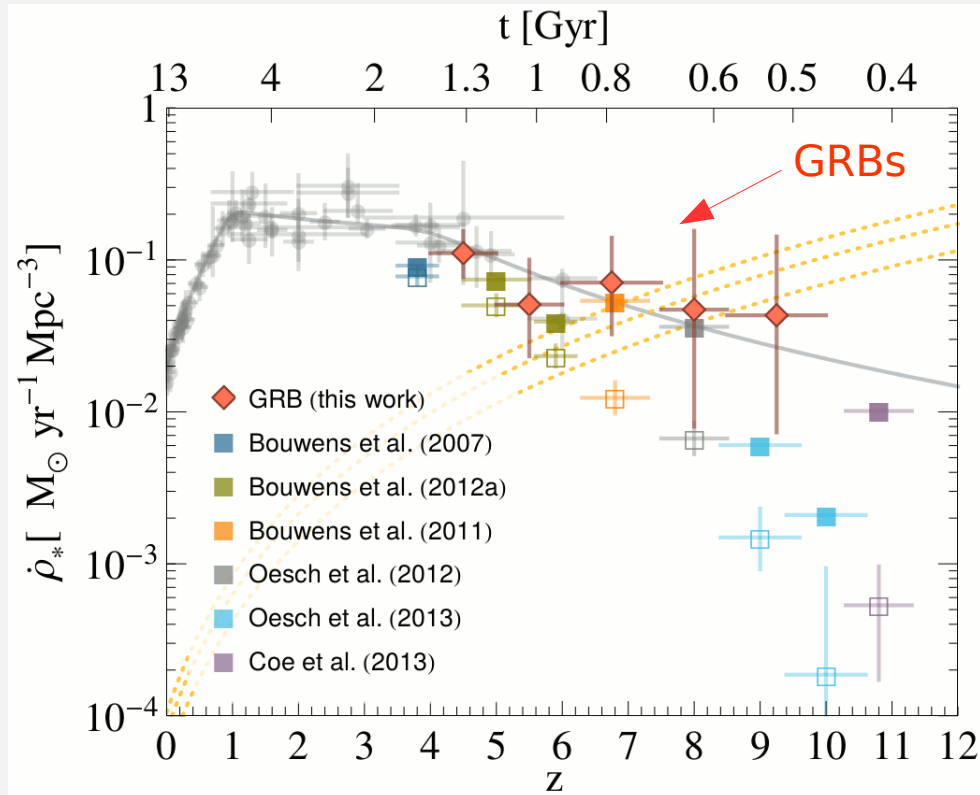 t [Gyr]
13 4 2 1.3 1 0.8 0.6 0.5 0.4
1
GRBs
10⁻¹
ρ̇* [ M⊙ yr⁻¹ Mpc⁻³]
10⁻²
GRB (this work)
Bouwens et al. (2007)
Bouwens et al. (2012a)
Bouwens et al. (2011)
10⁻³
Oesch et al. (2012)
Oesch et al. (2013)
Coe et al. (2013)
10⁻⁴
0 1 2 3 4 5 6 7 8 9 10 11 12
z